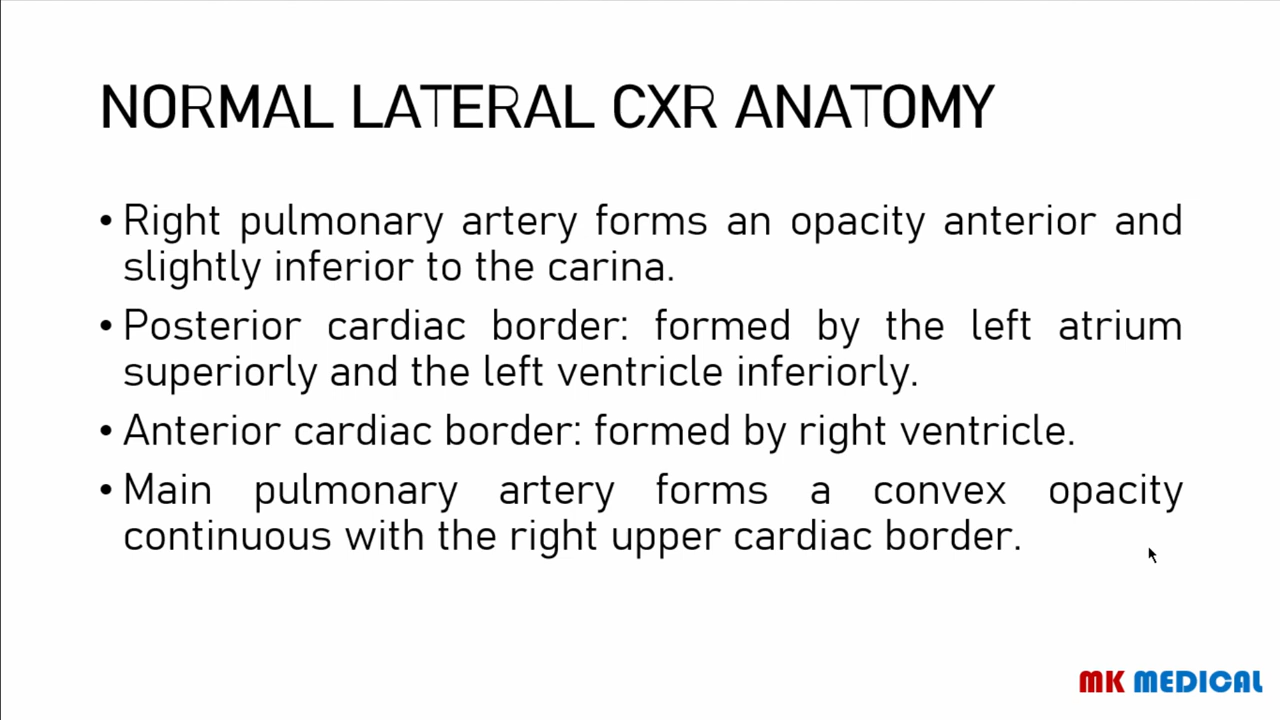 NORMAL LATERAL CXR ANATOMY
• Right pulmonary artery forms an opacity anterior and
slightly inferior to the carina.
• Posterior cardiac border: formed by the left atrium
superiorly and the left ventricle inferiorly.
• Anterior cardiac border: formed by right ventricle.
• Main pulmonary artery forms a convex opacity
continuous with the right upper cardiac border.
MK MEDICAL